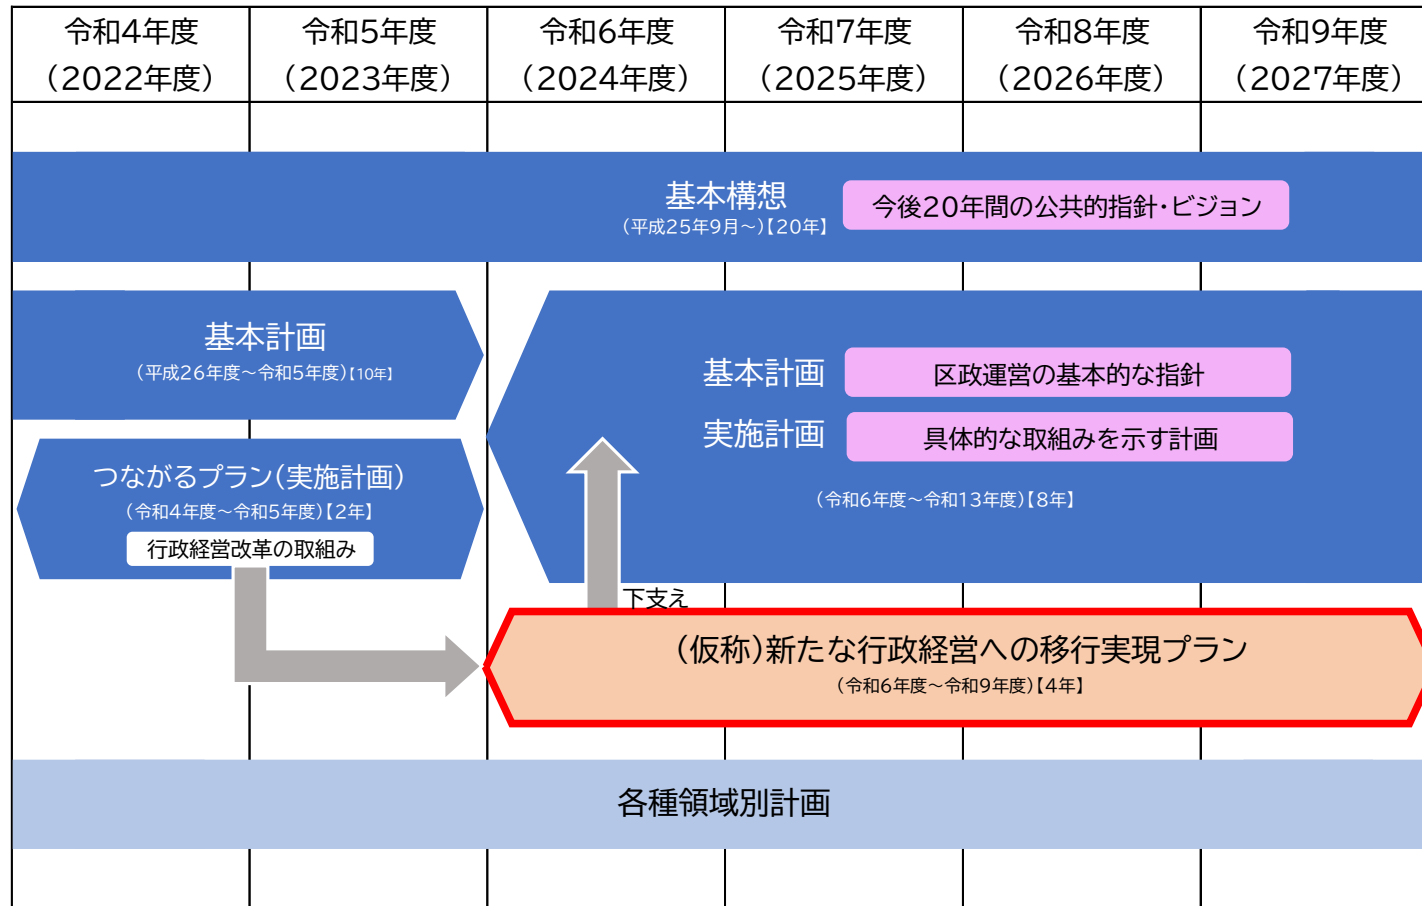 令和4年度
（2022年度）
令和5年度
（2023年度）
令和6年度
（2024年度）
令和7年度
（2025年度）
令和8年度
（2026年度）
令和9年度
（2027年度）
基本構想
（平成25年9月～）【20年】
今後20年間の公共的指針・ビジョン
基本計画
（平成26年度～令和5年度）【10年】
基本計画
区政運営の基本的な指針
実施計画
具体的な取組みを示す計画
（令和6年度～令和13年度）【8年】
つながるプラン（実施計画）
（令和4年度～令和5年度）【2年】
行政経営改革の取組み
下支え
（仮称）新たな行政経営への移行実現プラン
（令和6年度～令和9年度）【4年】
各種領域別計画